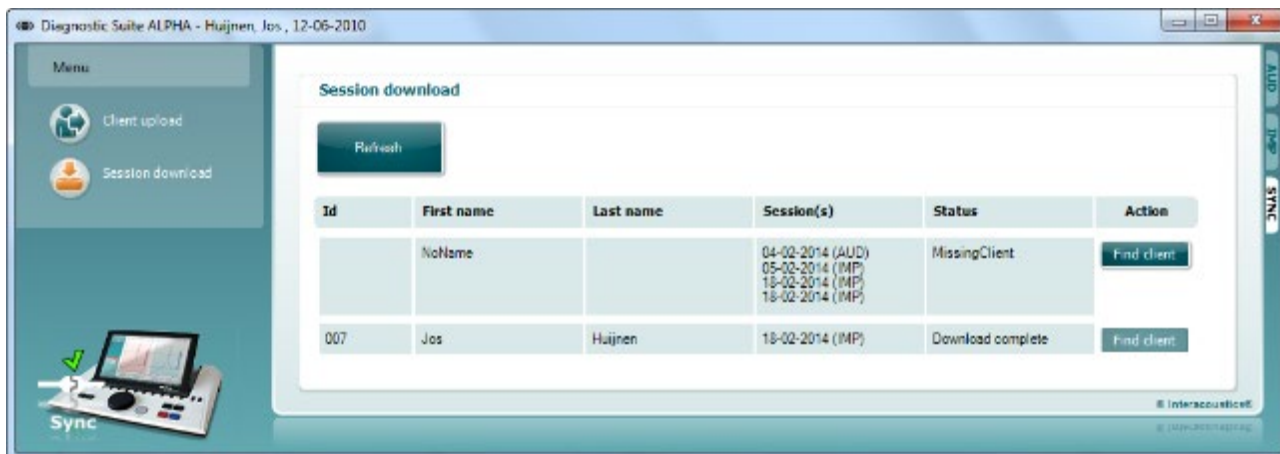 Diagnostic Suite ALPHA - Huijnen, Jos , 12-06-2010
Menu
Client upload
Session download
Sync
Session download
Refresh
Id First name Last name Session(s) Status Action
NoName 04-02-2014 (AUD) MissingClient Find client
05-02-2014 (IMP)
18-02-2014 (IMP)
18-02-2014 (IMP)
007 Jos Huijnen 18-02-2014 (IMP) Download complete Find client
AUD
IMP
SYNC
® Interacoustics®